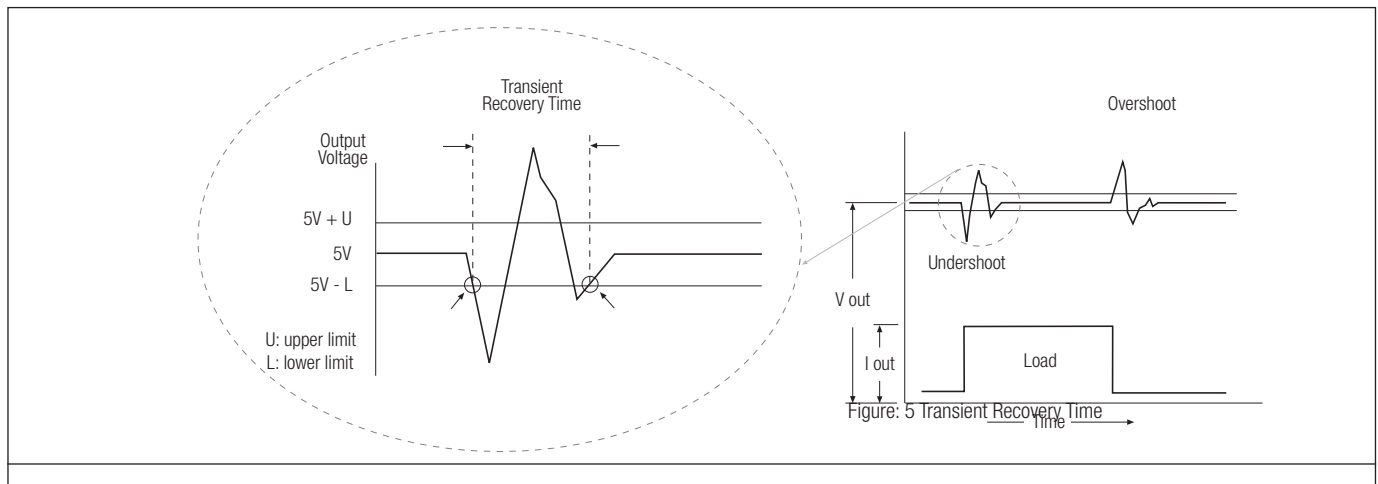 Transient
Recovery Time
Output
Voltage
5V + U
5V
5V - L
U: upper limit
L: lower limit
Overshoot
Undershoot
V out
I out
Load
Figure: 5 Transient Recovery Time
Time